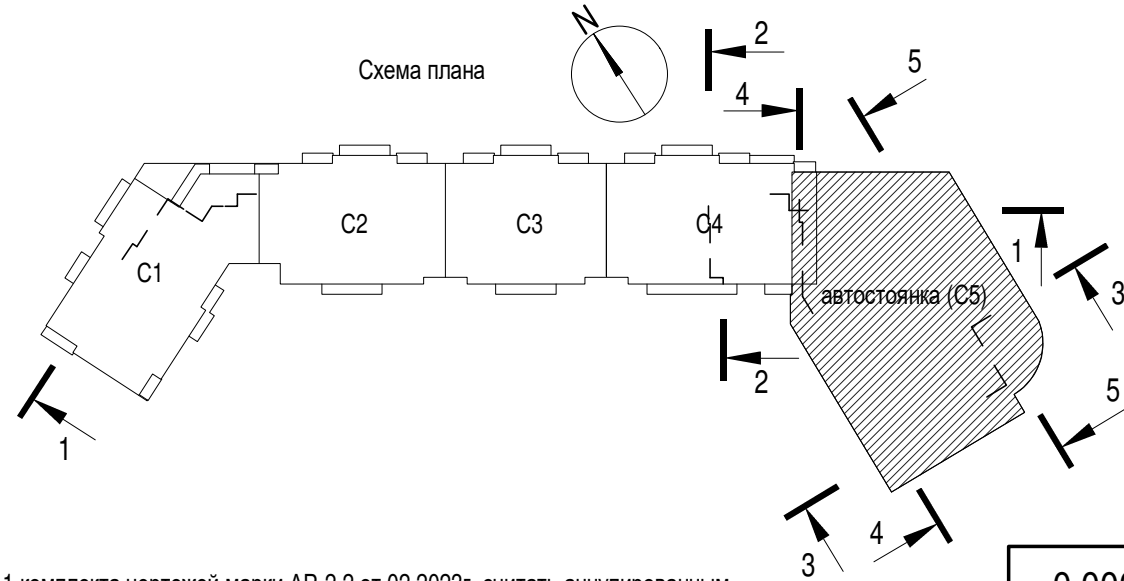 N
Схема плана
2
5
4
С1
С2
С3
С4
1
3
автостоянка (С5)
2
5
1
4
3
1 комплекта чертежей марки АР-2.2 от 02.2022г. считать аннулированным